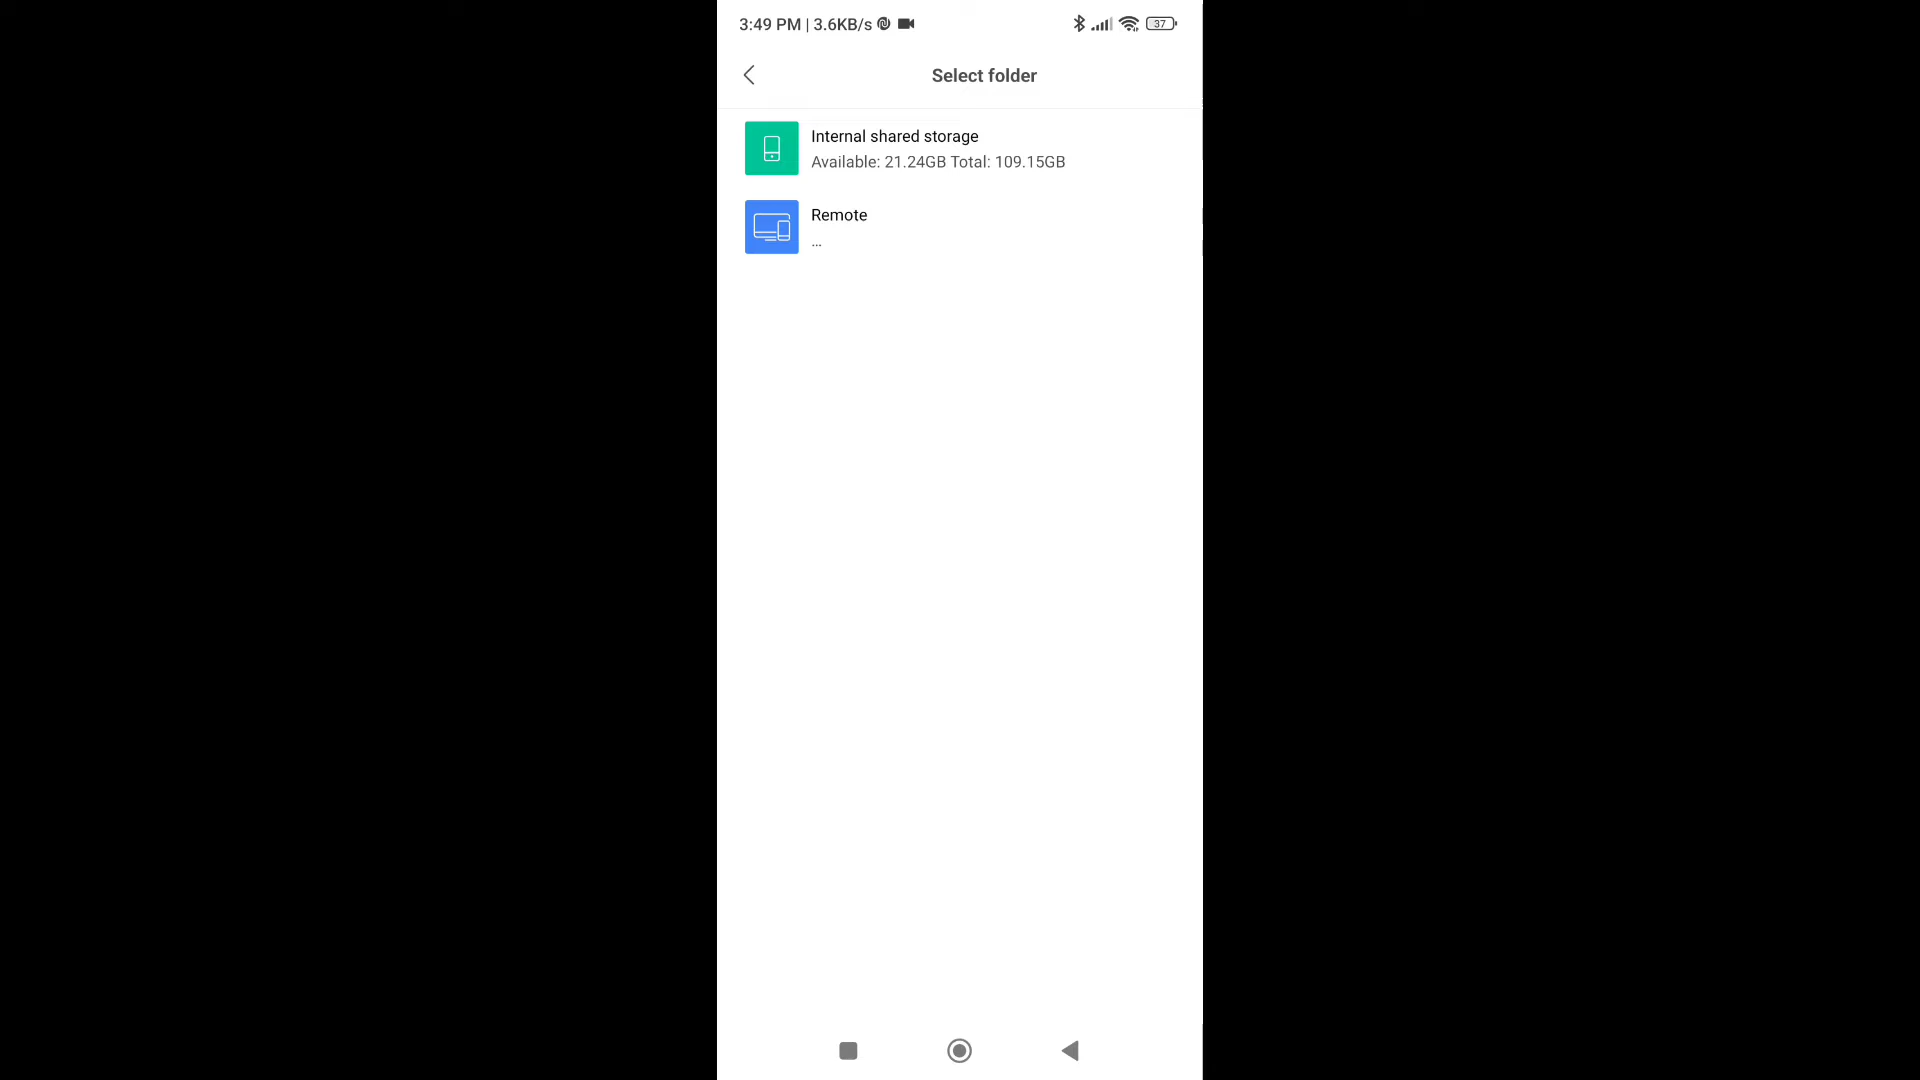 3:49 PM | 3.6KB/s
37
Select folder
Internal shared storage
Available: 21.24GB Total: 109.15GB
Remote
...